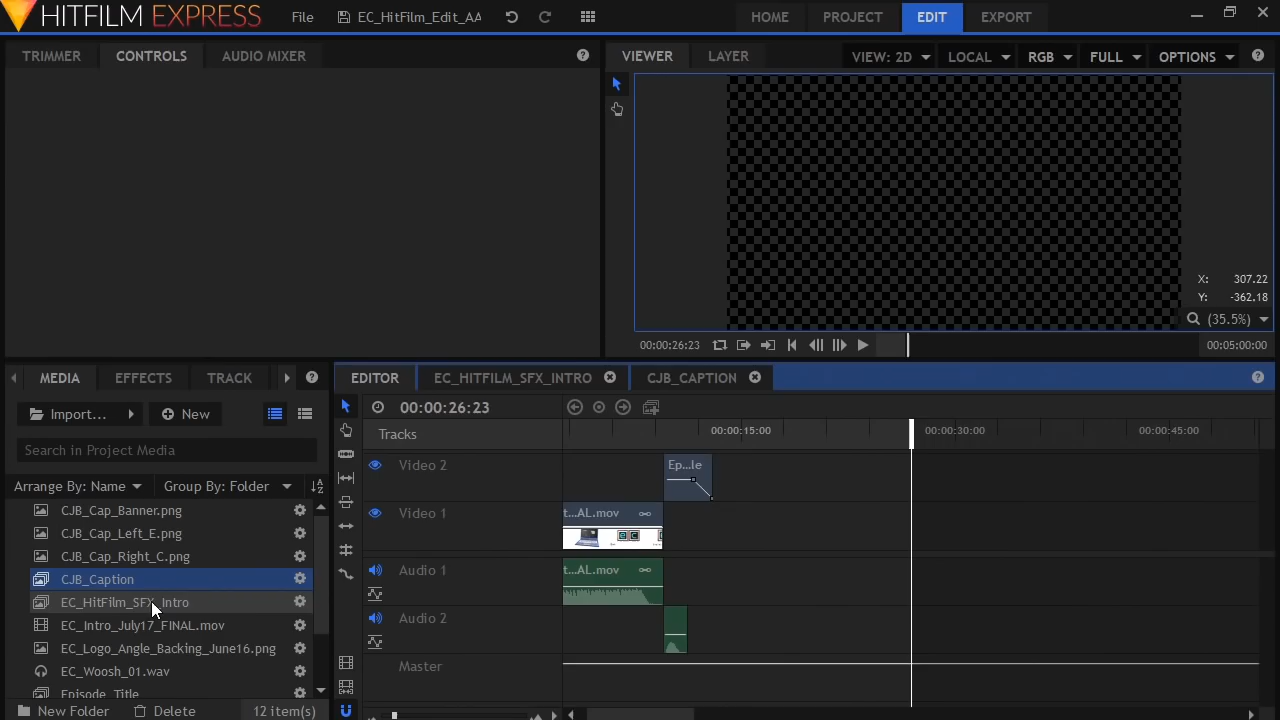 HITFILM EXPRESS
File
EC_HitFilm_Edit_AA
HOME
PROJECT
EDIT
EXPORT
TRIMMER
CONTROLS
AUDIO MIXER
VIEWER
LAYER
VIEW: 2D
LOCAL
RGB
FULL
OPTIONS
X: 307.22
Y: -362.18
(35.5%)
00:00:26:23
00:05:00:00
MEDIA
EFFECTS
TRACK
Import...
New
Search in Project Media
Arrange By: Name
Group By: Folder
CJB_Cap_Banner.png
CJB_Cap_Left_E.png
CJB_Cap_Right_C.png
CJB_Caption
EC_HitFilm_SFX_Intro
EC_Intro_July17_FINAL.mov
EC_Logo_Angle_Backing_June16.png
EC_Woosh_01.wav
Episode_Title
New Folder
Delete
12 item(s)
EDITOR
EC_HITFILM_SFX_INTRO
CJB_CAPTION
00:00:26:23
Tracks
00:00:15:00
00:00:30:00
00:00:45:00
Video 2
Ep...le
Video 1
t...AL.mov
Audio 1
t...AL.mov
Audio 2
Master